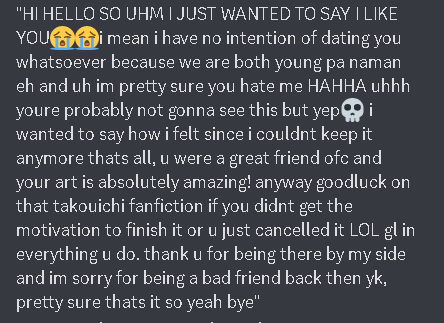 "HI HELLO SO UHM I JUST WANTED TO SAY I LIKE
YOU😭😭i mean i have no intention of dating you
whatsoever because we are both young pa naman
eh and uh im pretty sure you hate me HAHHA uhhh
youre probably not gonna see this but yep💀 i
wanted to say how i felt since i couldnt keep it
anymore thats all, u were a great friend ofc and
your art is absolutely amazing! anyway goodluck on
that takouichi fanfiction if you didnt get the
motivation to finish it or u just cancelled it LOL gl in
everything u do. thank u for being there by my side
and im sorry for being a bad friend back then yk,
pretty sure thats it so yeah bye"